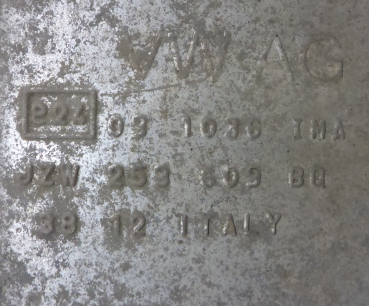 VW AG
224 03 1036 IMA
JZW 253 609 BQ
38 12 ITALY